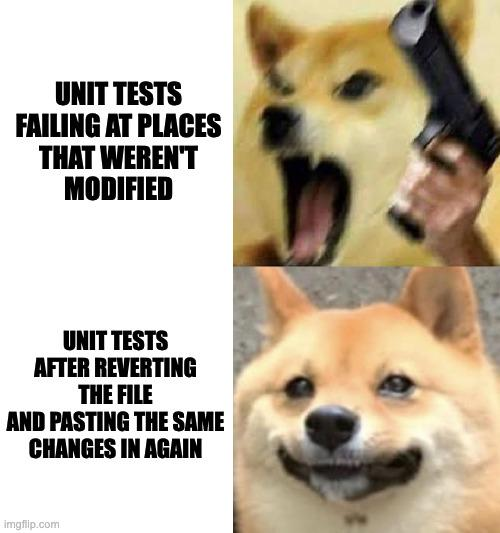 UNIT TESTS
FAILING AT PLACES
THAT WEREN'T
MODIFIED
UNIT TESTS
AFTER REVERTING
THE FILE
AND PASTING THE SAME
CHANGES IN AGAIN
imgflip.com